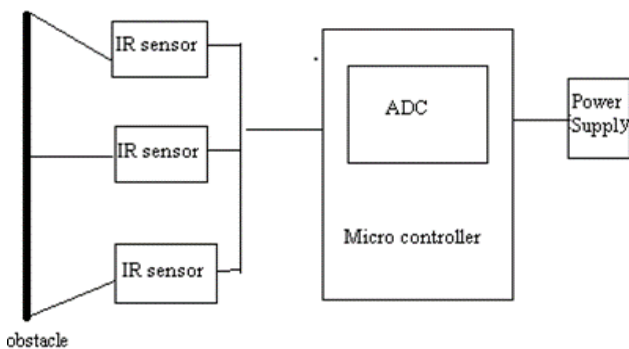 IR sensor
IR sensor
IR sensor
obstacle
ADC
Micro controller
Power
Supply